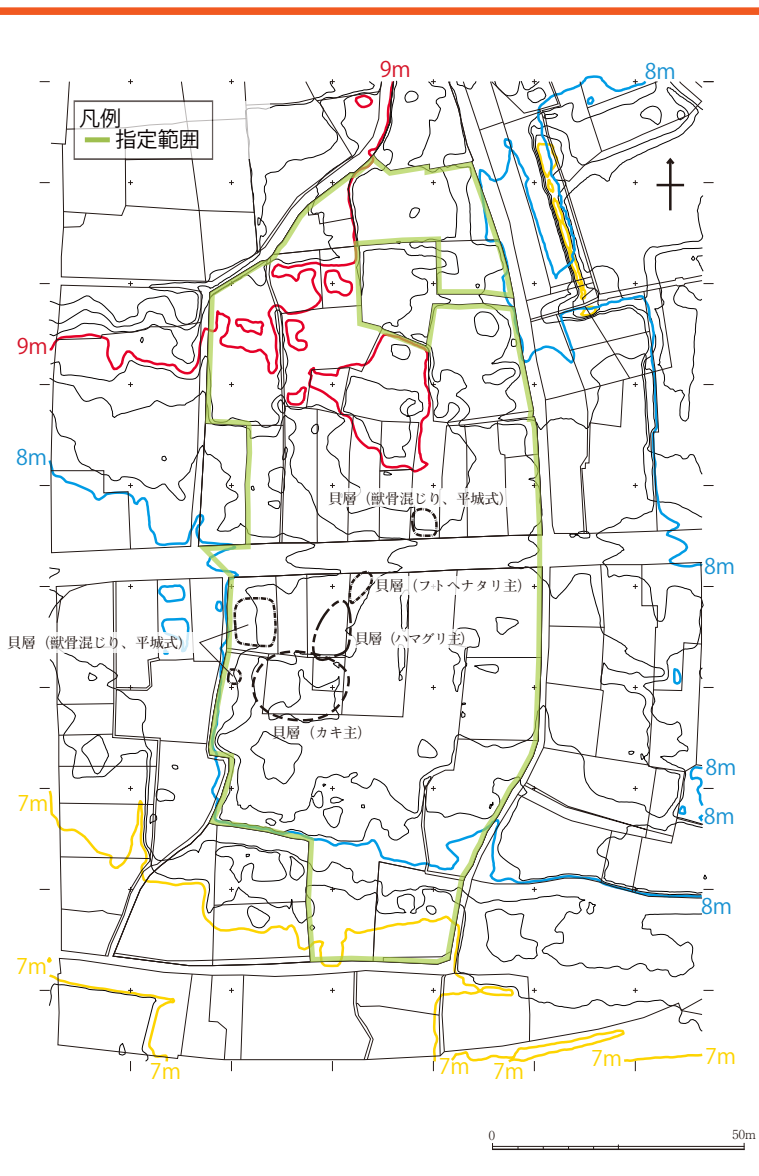 9m
8m
凡例
指定範囲
9m
8m
貝層（獣骨混じり、平城式）
8m
貝層（フトヘナタリ主）
貝層（獣骨混じり、平城式）
貝層（ハマグリ主）
貝層（カキ主）
8m
7m
8m
8m
7m
7m
7m
7m
7m
7m
0
50m